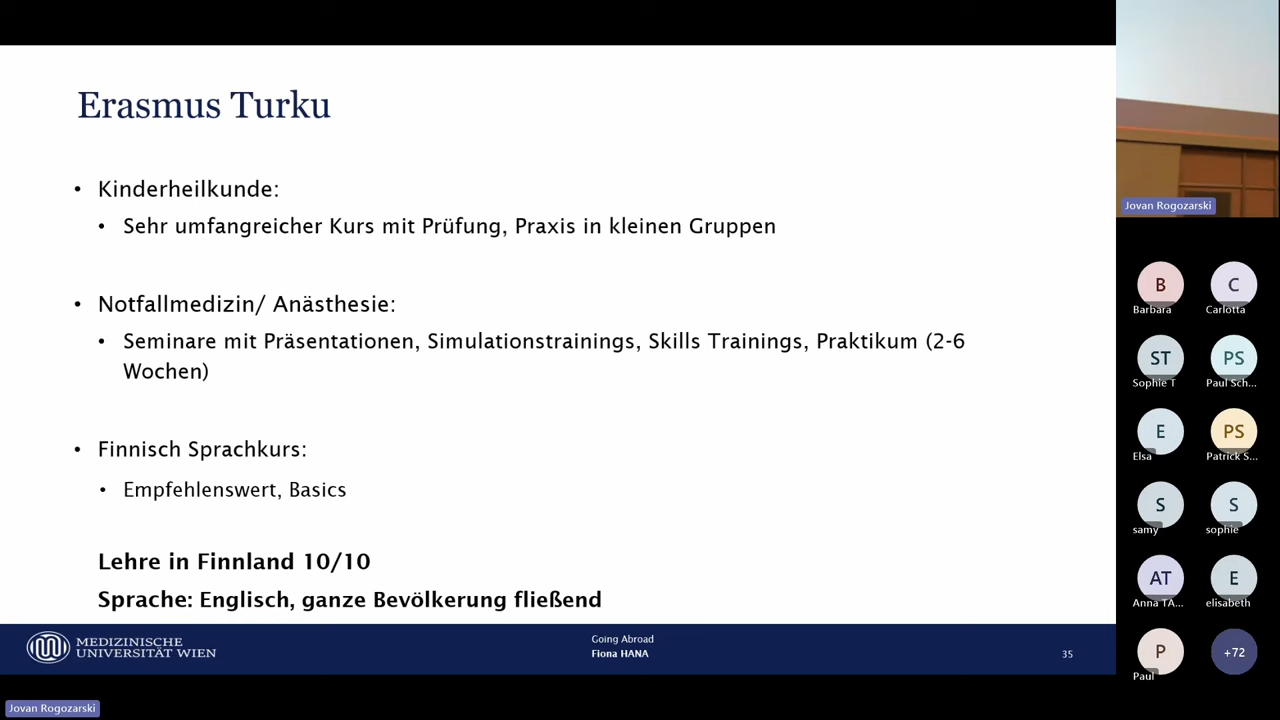 Erasmus Turku
• Kinderheilkunde:
• Sehr umfangreicher Kurs mit Prüfung, Praxis in kleinen Gruppen
• Notfallmedizin/ Anästhesie:
• Seminare mit Präsentationen, Simulationstrainings, Skills Trainings, Praktikum (2-6
Wochen)
• Finnisch Sprachkurs:
• Empfehlenswert, Basics
Lehre in Finnland 10/10
Sprache: Englisch, ganze Bevölkerung fließend
MEDIZINISCHE
UNIVERSITÄT WIEN
Going Abroad
Fiona HANA
35
Jovan Rogozarski
Jovan Rogozarski
B
Barbara
C
Carlotta
ST
Sophie T
PS
Paul Sch...
E
Elsa
PS
Patrick S...
S
samy
S
sophie
AT
Anna TA...
E
elisabeth
P
Paul
+72